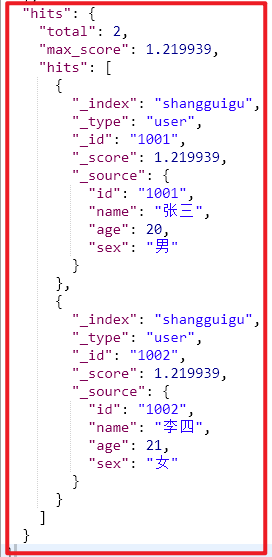 "hits": {
"total": 2,
"max_score": 1.219939,
"hits": [
{
"_index": "shangguigu",
"_type": "user",
"_id": "1001",
"_score": 1.219939,
"_source": {
"id": "1001",
"name": "张三",
"age": 20,
"sex": "男"
}
},
{
"_index": "shangguigu",
"_type": "user",
"_id": "1002",
"_score": 1.219939,
"_source": {
"id": "1002",
"name": "李四",
"age": 21,
"sex": "女"
}
}
]
}